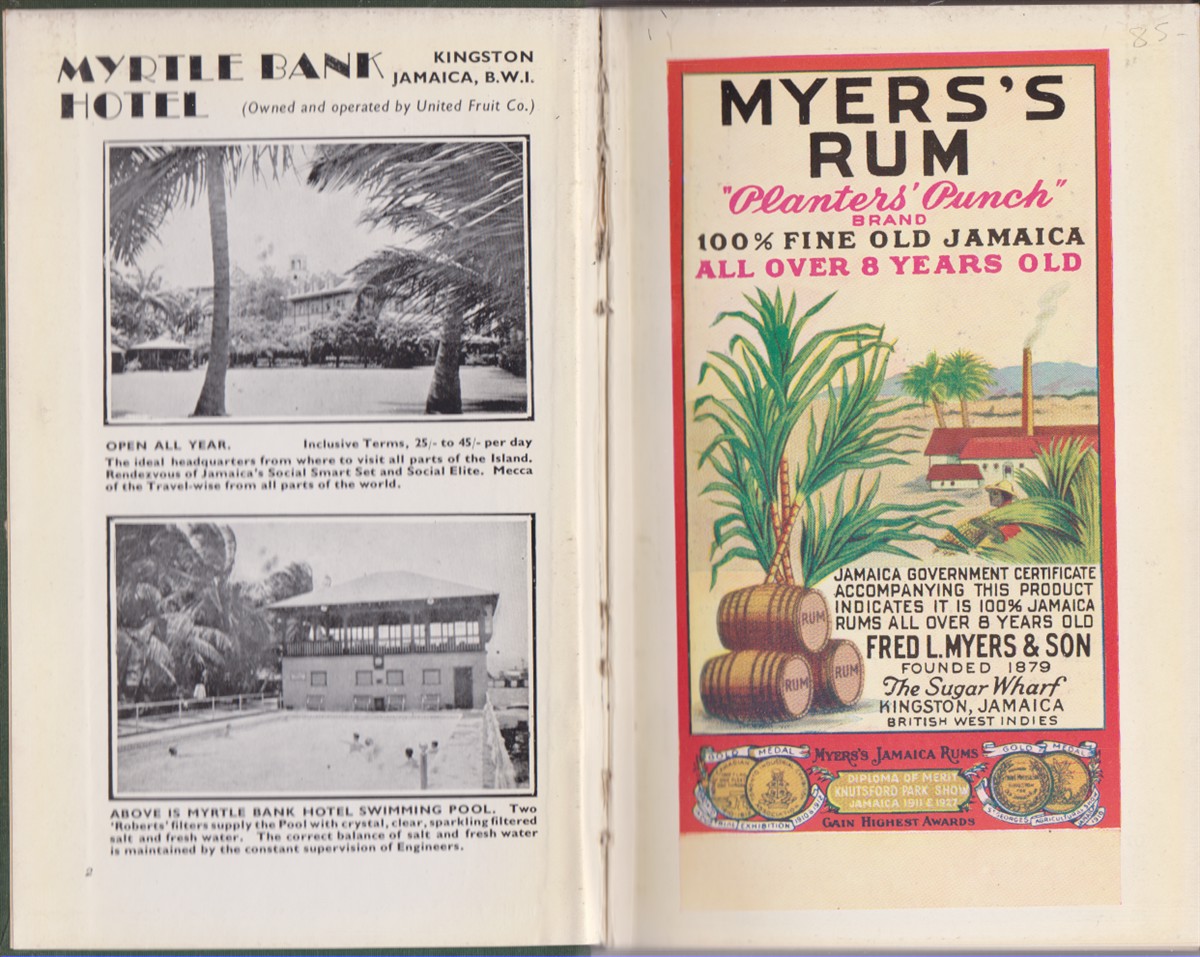 MYRTLE BANK
HOTEL
KINGSTON
JAMAICA, B.W.I.
(Owned and operated by United Fruit Co.)
OPEN ALL YEAR. Inclusive Terms, 25/- to 45/- per day
The ideal headquarters from where to visit all parts of the Island.
Rendezvous of Jamaica's Social Smart Set and Social Elite. Mecca
of the Travel-wise from all parts of the world.
ABOVE IS MYRTLE BANK HOTEL SWIMMING POOL. Two
'Roberts' filters supply the Pool with crystal, clear, sparkling filtered
salt and fresh water. The correct balance of salt and fresh water
is maintained by the constant supervision of Engineers.
2
85-
MYERS'S
RUM
"Planters' Punch"
BRAND
100% FINE OLD JAMAICA
ALL OVER 8 YEARS OLD
RUM
RUM
RUM
JAMAICA GOVERNMENT CERTIFICATE
ACCOMPANYING THIS PRODUCT
INDICATES IT IS 100% JAMAICA
RUMS ALL OVER 8 YEARS OLD
FRED L. MYERS & SON
FOUNDED 1879
The Sugar Wharf
KINGSTON, JAMAICA
BRITISH WEST INDIES
GOLD MEDAL
EXHIBITION
MYERS'S JAMAICA RUMS
DIPLOMA OF MERIT
KNUTSFORD PARK SHOW
JAMAICA 1911 & 1927
GAIN HIGHEST AWARDS
GOLD MEDAL